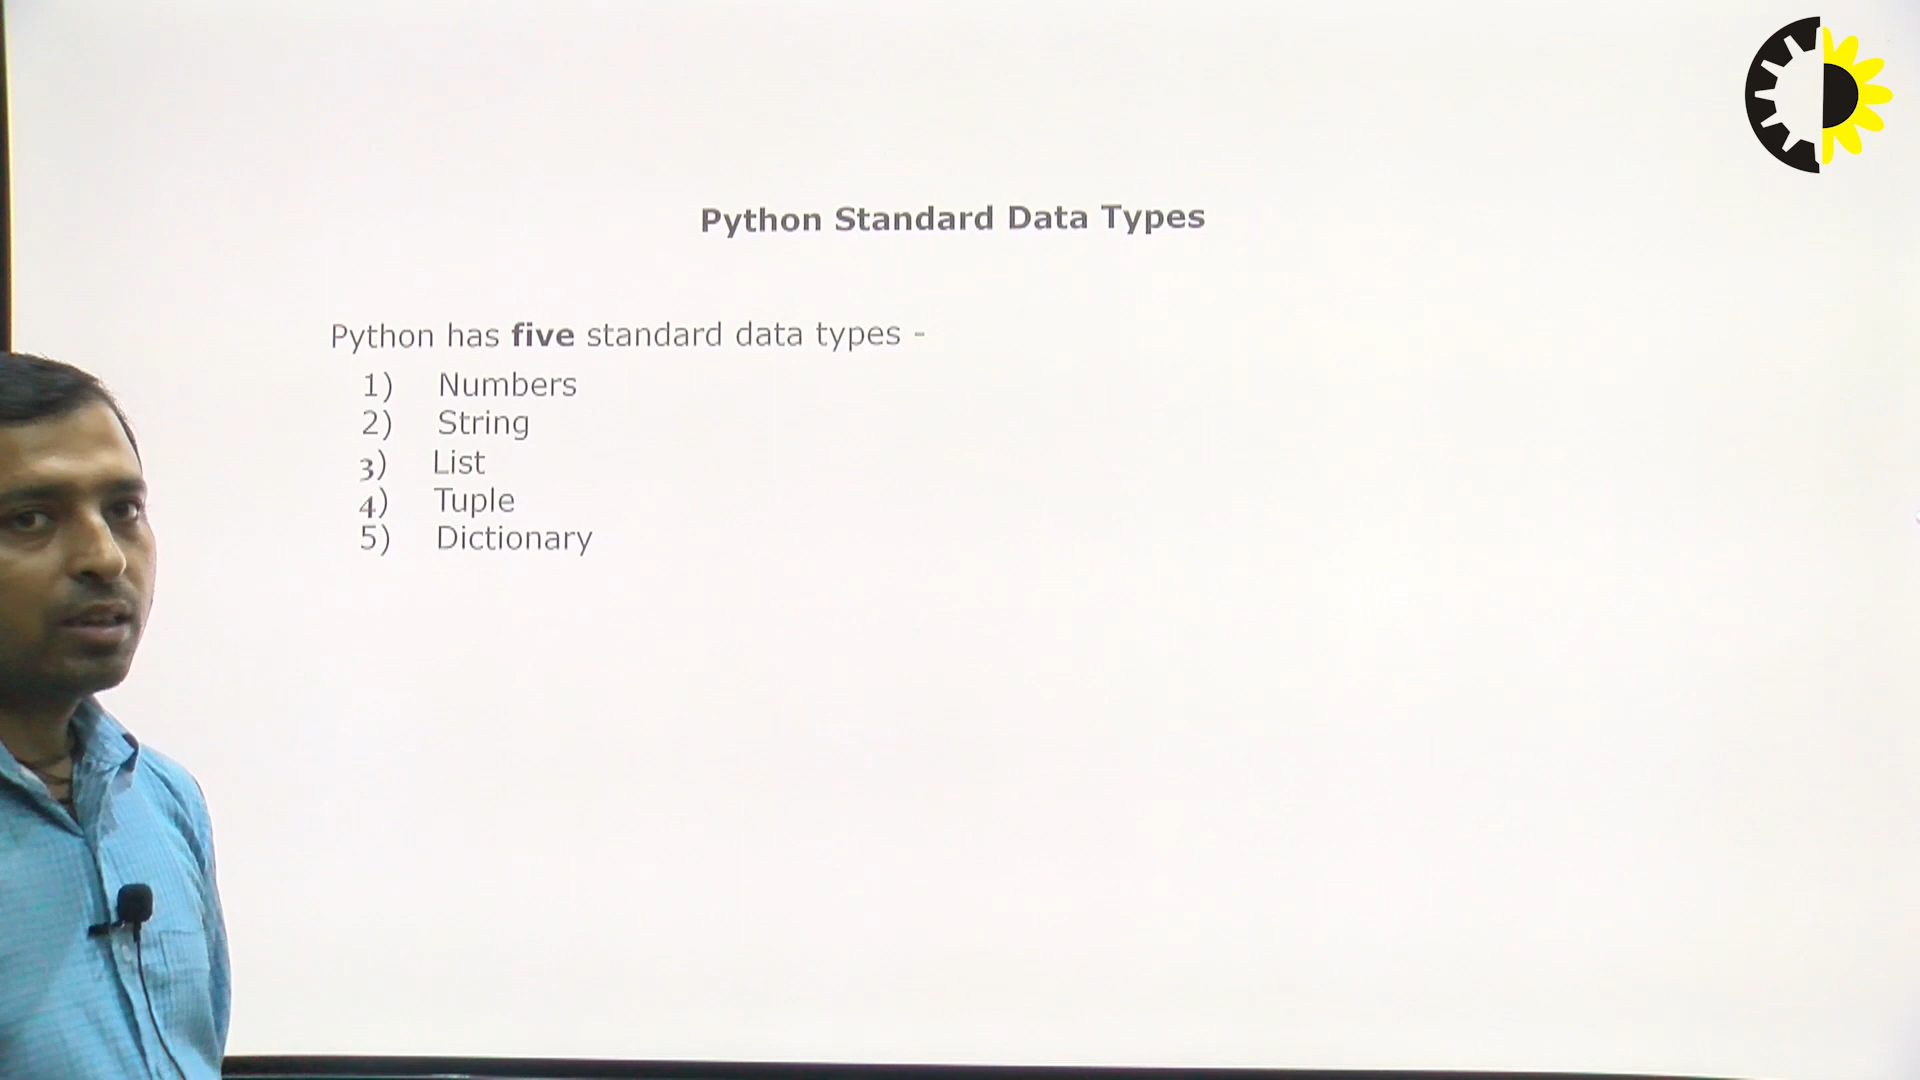 Python Standard Data Types
Python has five standard data types -
1) Numbers
2) String
3) List
4) Tuple
5) Dictionary